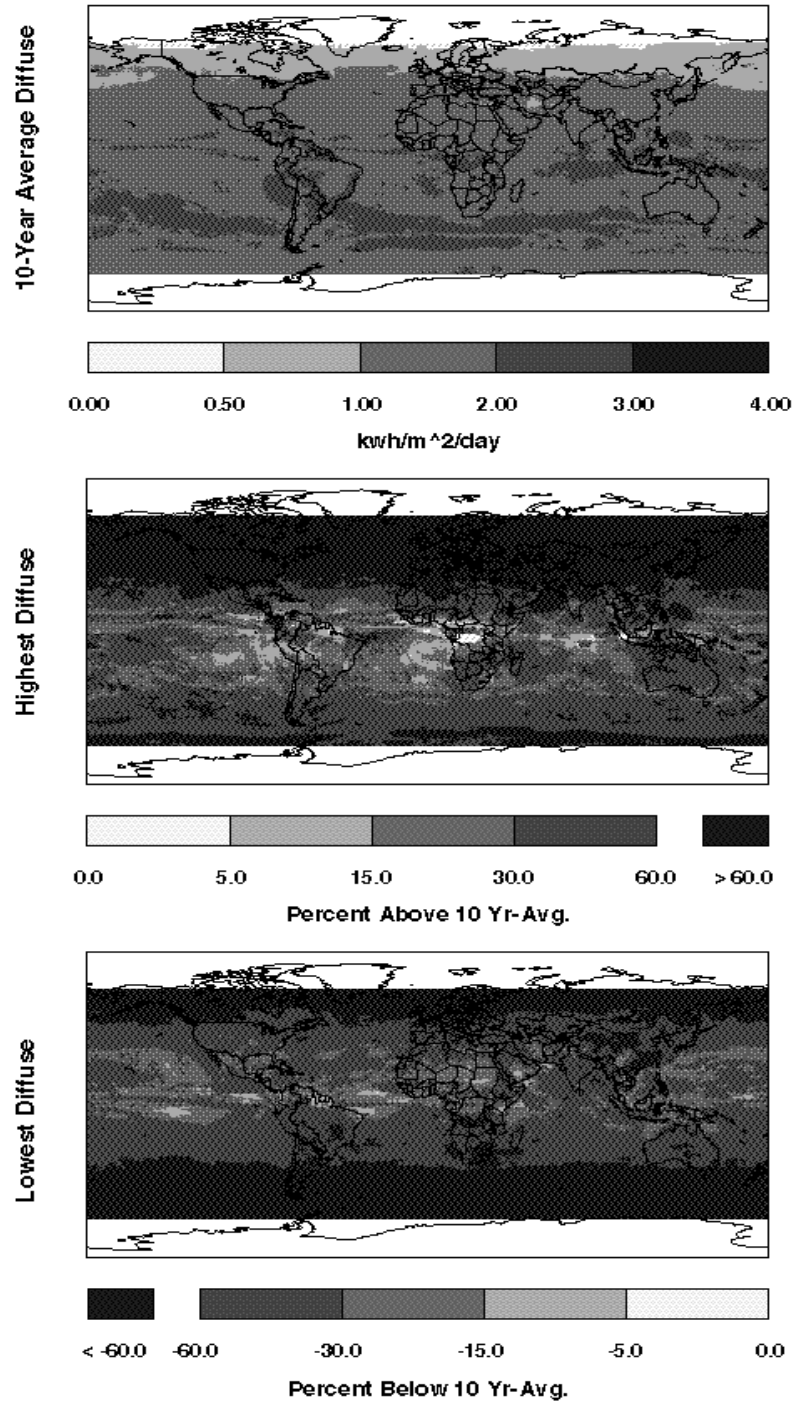 10-Year Average Diffuse
0.00 0.50 1.00 2.00 3.00 4.00
kwh/m^2/day
Highest Diffuse
0.0 5.0 15.0 30.0 60.0 > 60.0
Percent Above 10 Yr-Avg.
Lowest Diffuse
< -60.0 -60.0 -30.0 -15.0 -5.0 0.0
Percent Below 10 Yr-Avg.